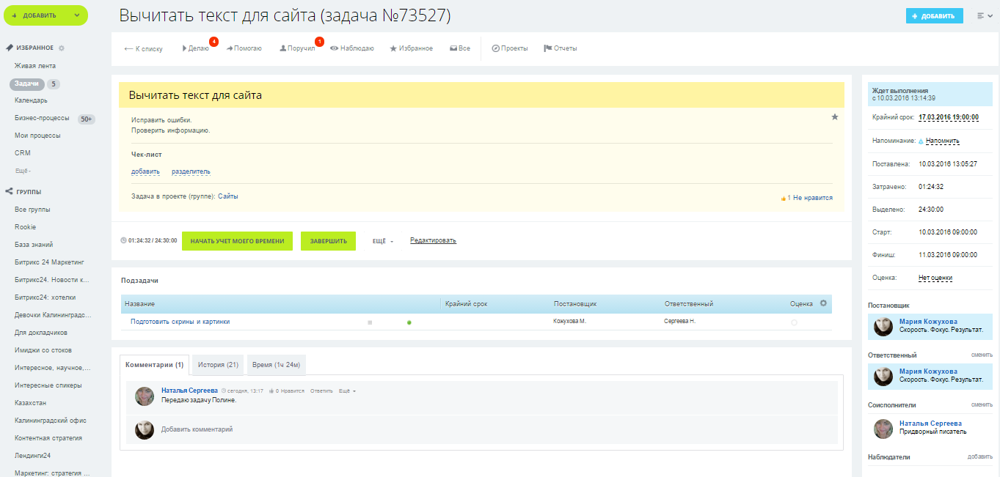 ДОБАВИТЬ
Вычитать текст для сайта (задача №73527)
ДОБАВИТЬ
ИЗБРАННОЕ
Живая лента
Задачи 5
Календарь
Бизнес-процессы 50+
Мои процессы
CRM
Ещё
ГРУППЫ
Все группы
Rookie
База знаний
Битрикс 24 Маркетинг
Битрикс24. Новости к...
Битрикс24: хотелки
Девочки Калининградс...
Для докладчиков
Имиджи со стоков
Интересное, научное,...
Интересные спикеры
Казахстан
Калининградский офис
Контентная стратегия
Лендинги24
Маркетинг: стратегия ...
К списку Делаю 4 Помогаю Поручил 1 Наблюдаю Избранное Все Проекты Отчеты
Вычитать текст для сайта
Исправить ошибки.
Проверить информацию.
Чек-лист
добавить разделитель
Задача в проекте (группе): Сайты
1 Не нравится
01:24:32 / 24:30:00 НАЧАТЬ УЧЕТ МОЕГО ВРЕМЕНИ ЗАВЕРШИТЬ ЕЩЁ Редактировать
Подзадачи
Название Крайний срок Постановщик Ответственный Оценка
Подготовить скрины и картинки Кожухова М. Сергеева Н.
Комментарии (1) История (21) Время (1ч 24м)
Наталья Сергеева сегодня, 13:17 0 Нравится Ответить Ещё
Передаю задачу Полине.
Добавить комментарий
Ждет выполнения
с 10.03.2016 13:14:39
Крайний срок: 17.03.2016 19:00:00
Напоминание: Напомнить
Поставлена: 10.03.2016 13:05:27
Затрачено: 01:24:32
Выделено: 24:30:00
Старт: 10.03.2016 09:00:00
Финиш: 11.03.2016 09:00:00
Оценка: Нет оценки
Постановщик
Мария Кожухова
Скорость. Фокус. Результат.
Ответственный сменить
Мария Кожухова
Скорость. Фокус. Результат.
Соисполнители сменить
Наталья Сергеева
Придворный писатель
Наблюдатели добавить